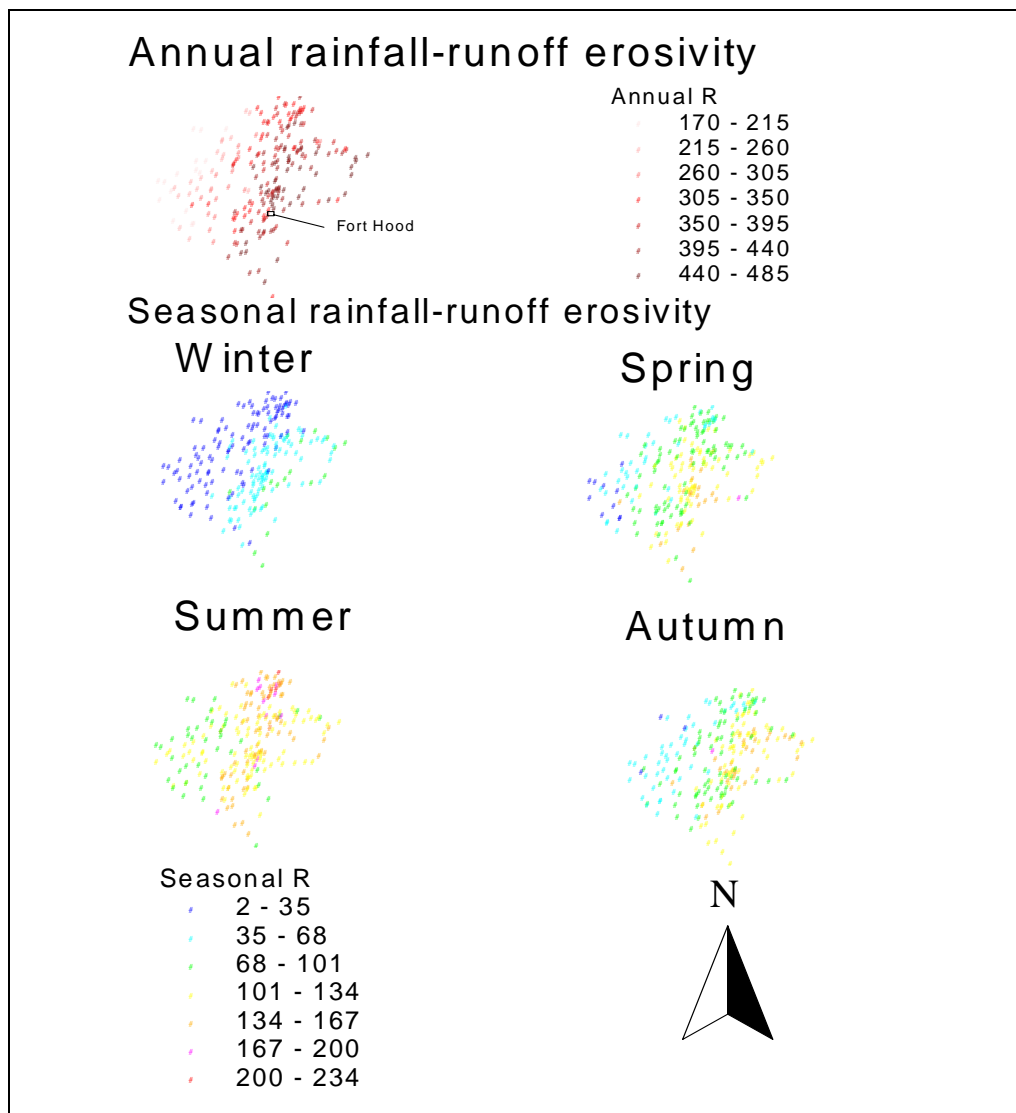 Annual rainfall-runoff erosivity
Annual R
170 - 215
215 - 260
260 - 305
305 - 350
350 - 395
395 - 440
440 - 485
Fort Hood
Seasonal rainfall-runoff erosivity
Winter
Spring
Summer
Autumn
Seasonal R
2 - 35
35 - 68
68 - 101
101 - 134
134 - 167
167 - 200
200 - 234
N